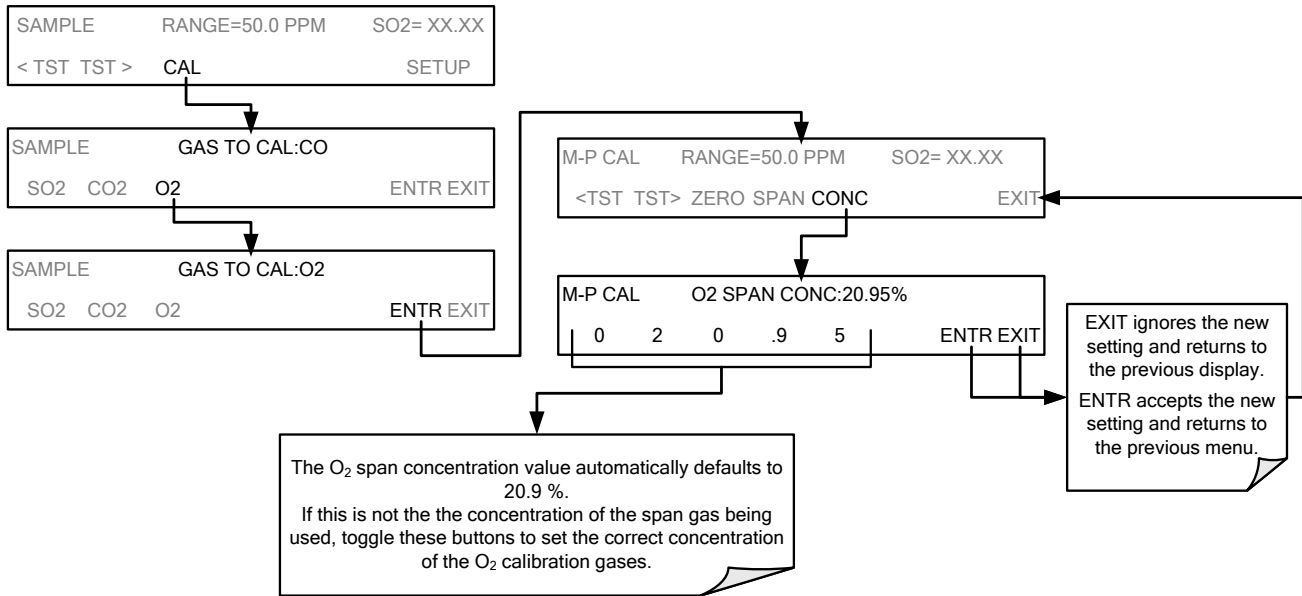 SAMPLE RANGE=50.0 PPM SO2= XX.XX
< TST TST > CAL SETUP
SAMPLE GAS TO CAL:CO
SO2 CO2 O2 ENTR EXIT
SAMPLE GAS TO CAL:O2
SO2 CO2 O2 ENTR EXIT
M-P CAL RANGE=50.0 PPM SO2= XX.XX
<TST TST> ZERO SPAN CONC EXIT
M-P CAL O2 SPAN CONC:20.95%
0 2 0 .9 5 ENTR EXIT
EXIT ignores the new
setting and returns to
the previous display.
ENTR accepts the new
setting and returns to
the previous menu.
The O₂ span concentration value automatically defaults to
20.9 %.
If this is not the the concentration of the span gas being
used, toggle these buttons to set the correct concentration
of the O₂ calibration gases.